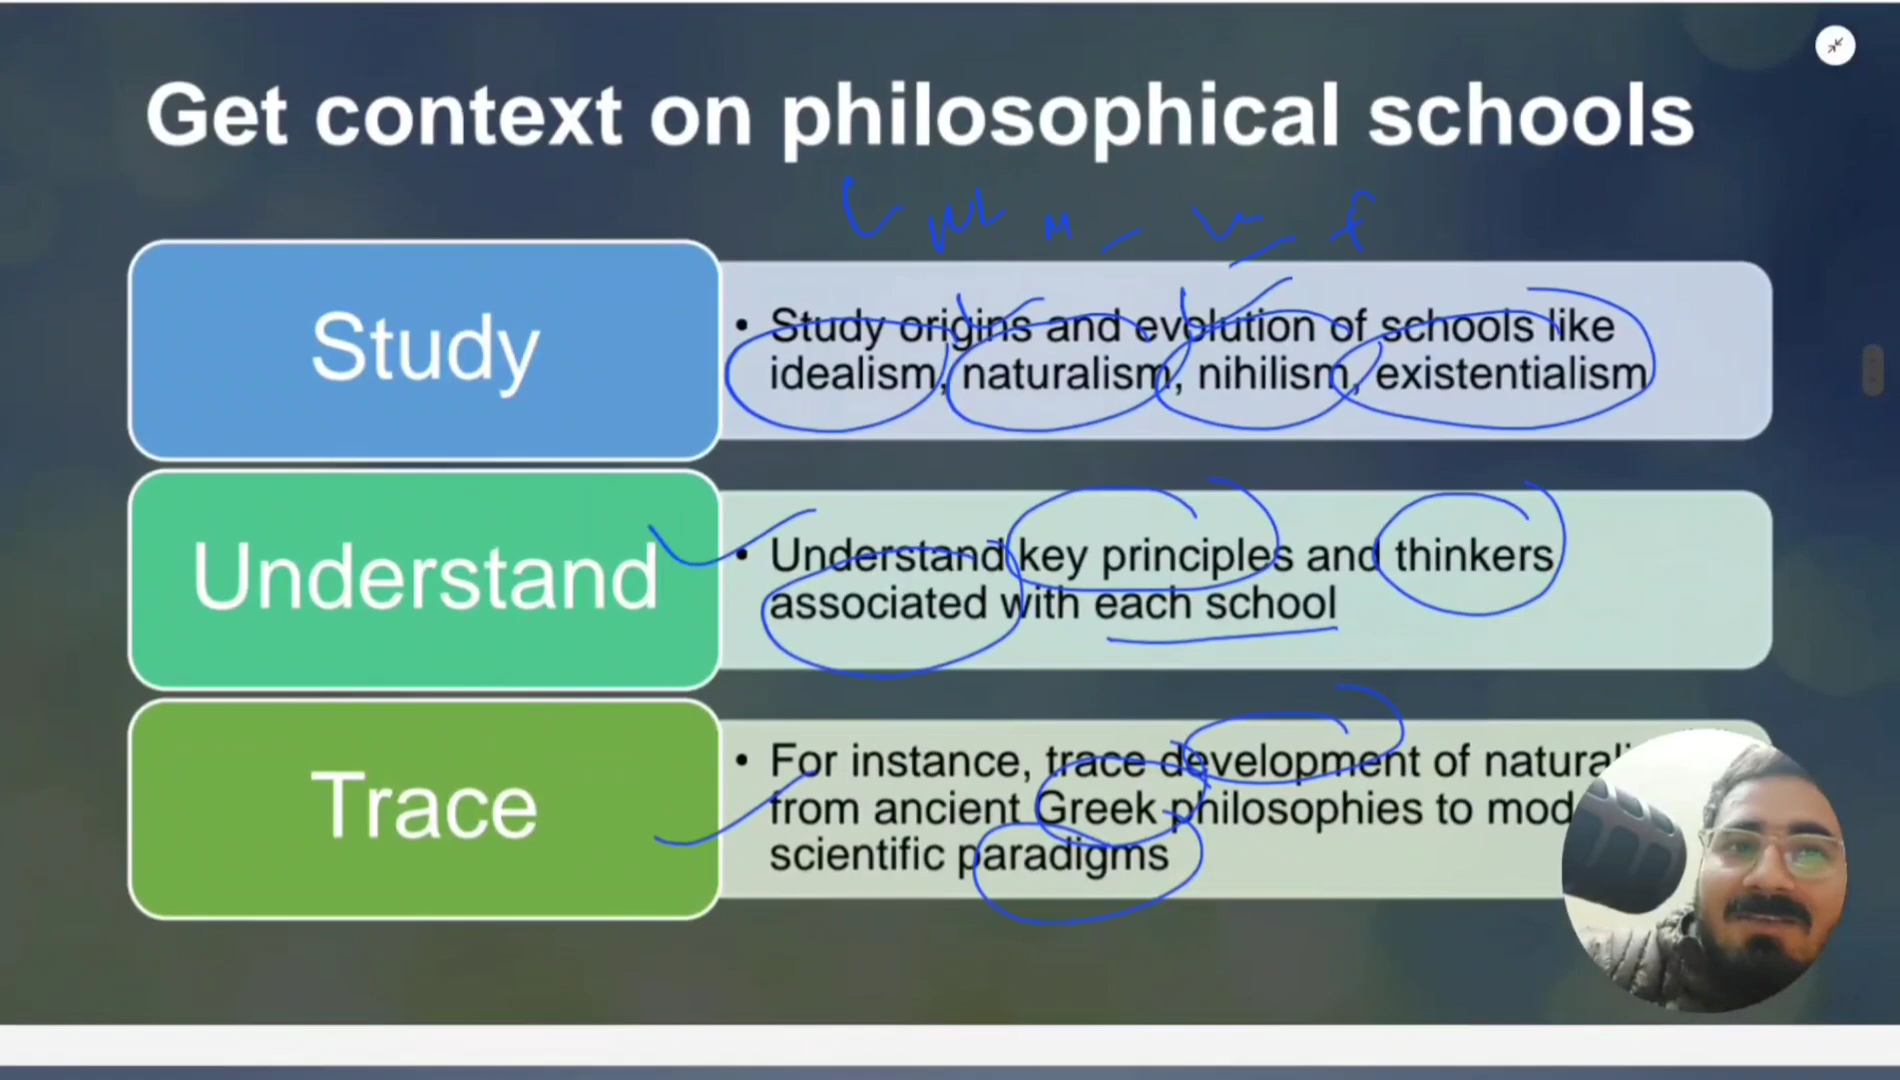 Get context on philosophical schools
Study
• Study origins and evolution of schools like
idealism, naturalism, nihilism, existentialism
Understand
• Understand key principles and thinkers
associated with each school
Trace
• For instance, trace development of
from ancient Greek philosophies to
scientific paradigms